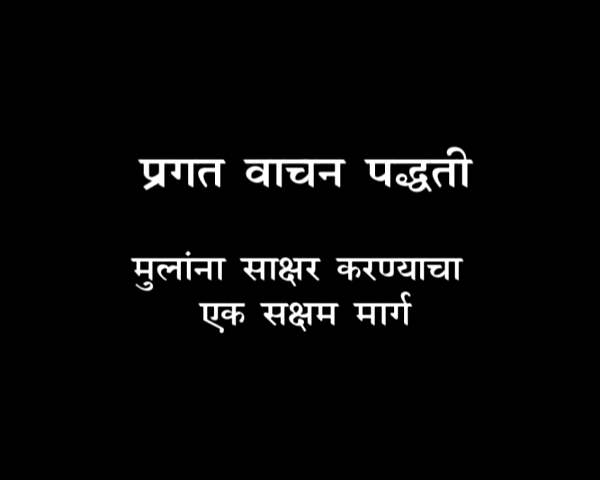 प्रगत वाचन पद्धती
मुलांना साक्षर करण्याचा
एक सक्षम मार्ग